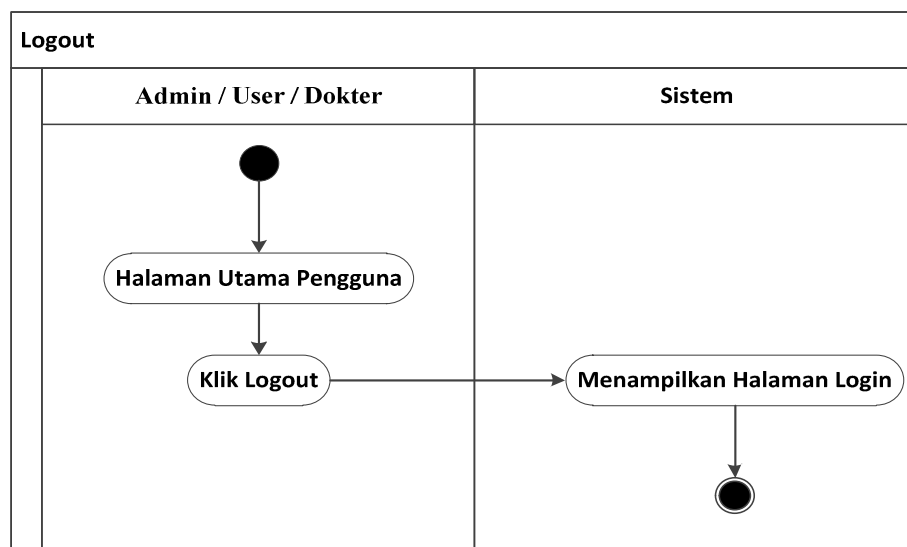 Logout
Admin / User / Dokter
Sistem
Halaman Utama Pengguna
Klik Logout
Menampilkan Halaman Login